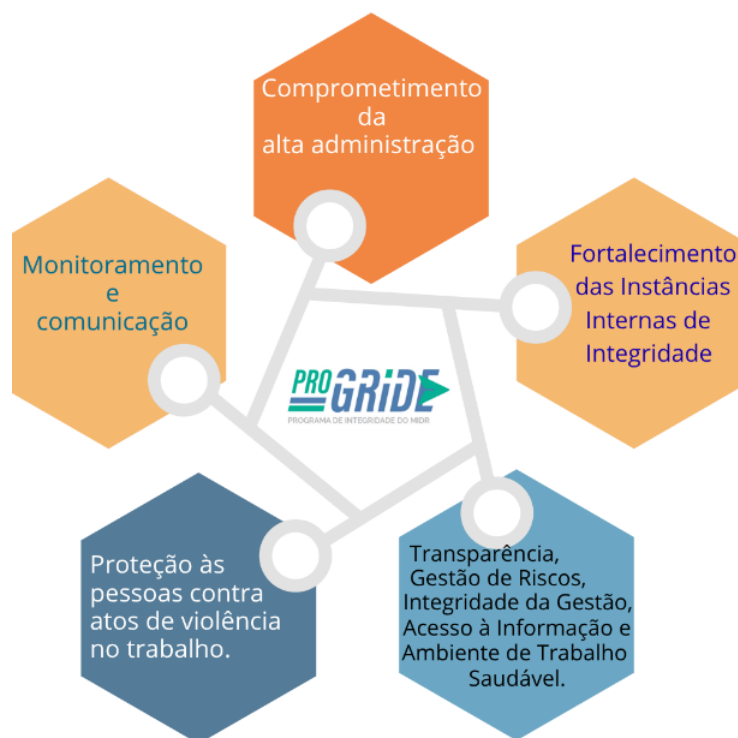 Comprometimento
da
alta administração
Fortalecimento
das Instâncias
Internas de
Integridade
Transparência,
Gestão de Riscos,
Integridade da Gestão,
Acesso à Informação e
Ambiente de Trabalho
Saudável.
Proteção às
pessoas contra
atos de violência
no trabalho.
Monitoramento
e
comunicação
PROGRIDE
PROGRAMA DE INTEGRIDADE DO MIDR